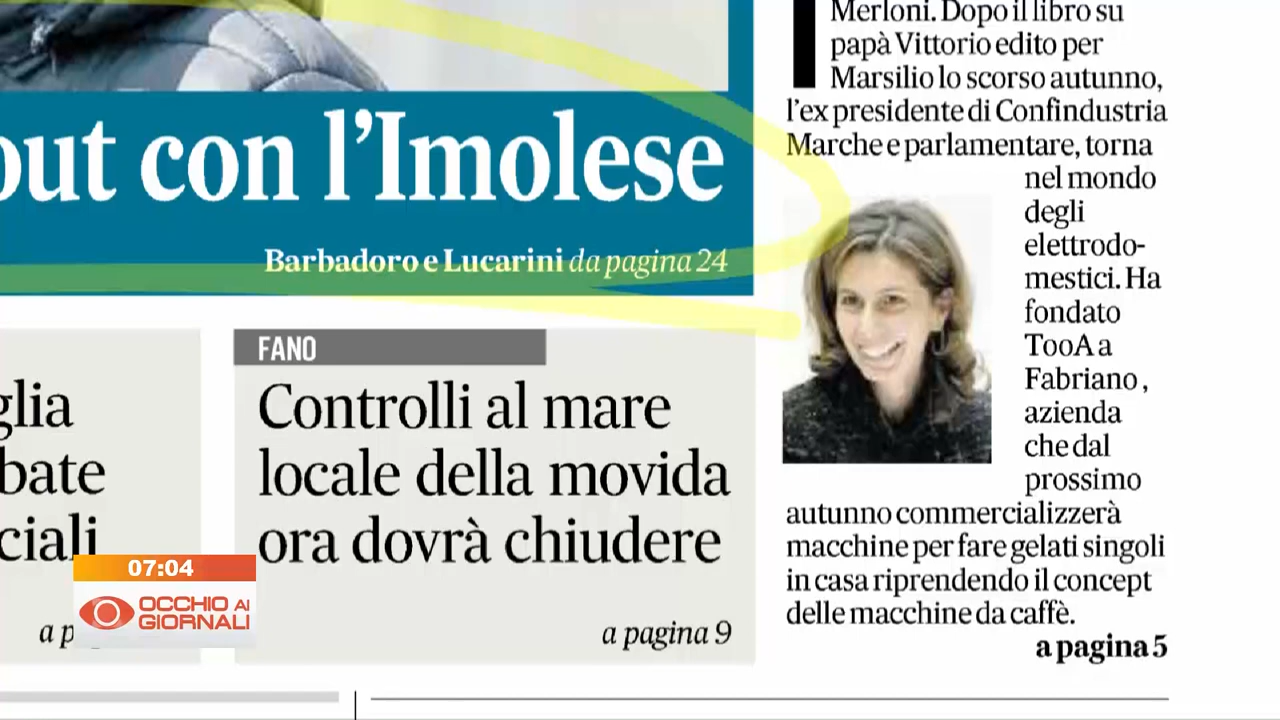 out con l'Imolese
Barbadoro e Lucarini da pagina 24
glia
bate
ciali
a p
FANO
Controlli al mare
locale della movida
ora dovrà chiudere
a pagina 9
Merloni. Dopo il libro su
papà Vittorio edito per
Marsilio lo scorso autunno,
l'ex presidente di Confindustria
Marche e parlamentare, torna
nel mondo
degli
elettrodo-
mestici. Ha
fondato
TooA a
Fabriano,
azienda
che dal
prossimo
autunno commercializzerà
macchine per fare gelati singoli
in casa riprendendo il concept
delle macchine da caffè.
a pagina 5
07:04
OCCHIO AI
GIORNALI